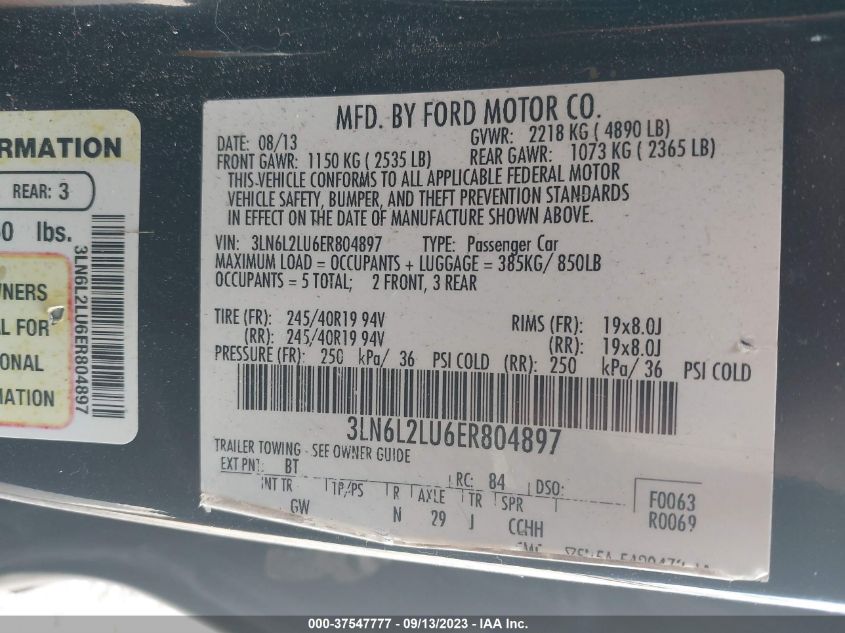 RMATION
REAR: 3
0 lbs.
3LN6L2LU6ER804897
WNERS
AL FOR
IONAL
MATION
MFD. BY FORD MOTOR CO.
DATE: 08/13 GVWR: 2218 KG ( 4890 LB)
FRONT GAWR: 1150 KG ( 2535 LB) REAR GAWR: 1073 KG ( 2365 LB)
THIS-VEHICLE CONFORMS TO ALL APPLICABLE FEDERAL MOTOR
VEHICLE SAFETY, BUMPER, AND THEFT PREVENTION STANDARDS
IN EFFECT ON THE DATE OF MANUFACTURE SHOWN ABOVE.
VIN: 3LN6L2LU6ER804897 TYPE: Passenger Car
MAXIMUM LOAD = OCCUPANTS + LUGGAGE = 385KG/ 850LB
OCCUPANTS = 5 TOTAL; 2 FRONT, 3 REAR
TIRE (FR): 245/40R19 94V RIMS (FR): 19x8.0J
(RR): 245/40R19 94V (RR): 19x8.0J
PRESSURE (FR): 250 kPa/ 36 PSI COLD (RR): 250 kPa/ 36 PSI COLD
3LN6L2LU6ER804897
TRAILER TOWING - SEE OWNER GUIDE
EXT PNT: BT RC: 84 DSO:
INT TR TP/PS R AXLE TR SPR
GW N 29 J CCHH
F0063
R0069
000-37547777 - 09/13/2023 - IAA Inc.